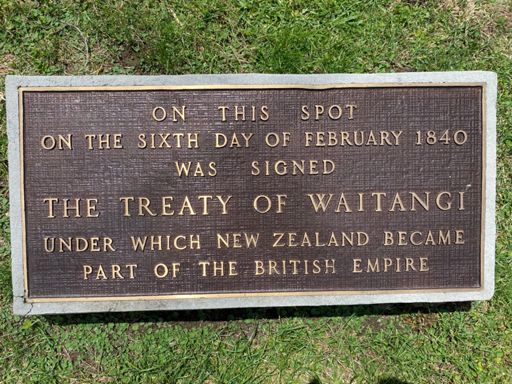 ON THIS SPOT
ON THE SIXTH DAY OF FEBRUARY 1840
WAS SIGNED
THE TREATY OF WAITANGI
UNDER WHICH NEW ZEALAND BECAME
PART OF THE BRITISH EMPIRE